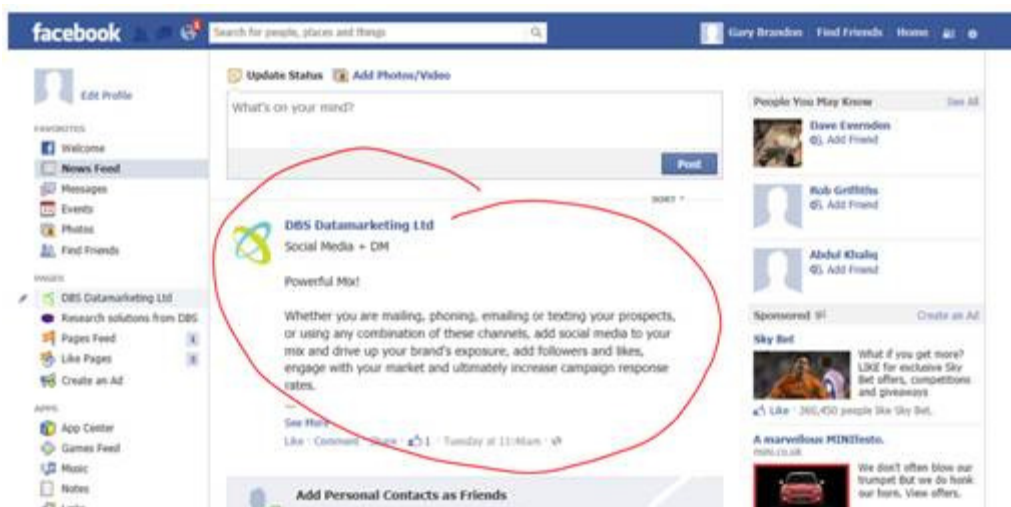 facebook
1
Search for people, places and things
Gary Brandon Find Friends Home
Edit Profile
FAVORITES
Welcome
News Feed
Messages
Events
Photos
Find Friends
PAGES
DBS Datamarketing Ltd
Research solutions from DBS
Pages Feed
Like Pages
Create an Ad
APPS
App Center
Games Feed
Music
Notes
Links
Update Status Add Photos/Video
What's on your mind?
Post
SORT
DBS Datamarketing Ltd
Social Media + DM
Powerful Mix!
Whether you are mailing, phoning, emailing or texting your prospects,
or using any combination of these channels, add social media to your
mix and drive up your brand's exposure, add followers and likes,
engage with your market and ultimately increase campaign response
rates.
...
See More
Like · Comment · Share · 1 · Tuesday at 11:46am ·
Add Personal Contacts as Friends
People You May Know See All
Dave Evernden
Add Friend
Rob Griffiths
Add Friend
Abdul Khaliq
Add Friend
Sponsored Create an Ad
Sky Bet
What if you get more?
LIKE for exclusive Sky
Bet offers, competitions
and giveaways
Like · 360,450 people like Sky Bet.
A marvellous MINIfesto.
mini.co.uk
We don't often blow our
trumpet But we do honk
our horn. View offers.